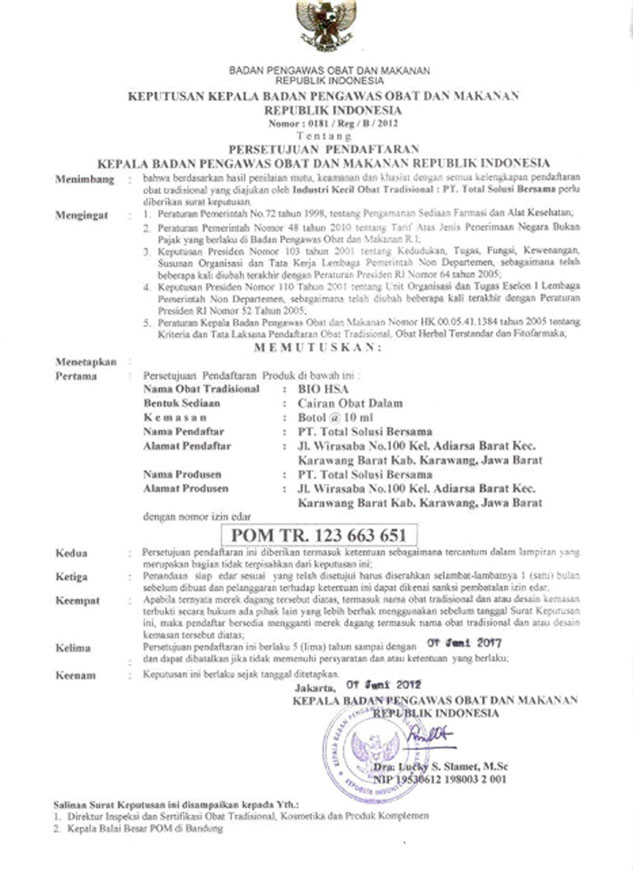 BADAN PENGAWAS OBAT DAN MAKANAN
REPUBLIK INDONESIA
KEPUTUSAN KEPALA BADAN PENGAWAS OBAT DAN MAKANAN
REPUBLIK INDONESIA
Nomor : 0181 / Reg / B / 2012
Tentang
PERSETUJUAN PENDAFTARAN
KEPALA BADAN PENGAWAS OBAT DAN MAKANAN REPUBLIK INDONESIA
Menimbang : bahwa berdasarkan hasil penilaian mutu, keamanan dan khasiat dengan semua kelengkapan pendaftaran
obat tradisional yang diajukan oleh Industri Kecil Obat Tradisional : PT. Total Solusi Bersama perlu
diberikan surat keputusan.
Mengingat : 1. Peraturan Pemerintah No.72 tahun 1998, tentang Pengamanan Sediaan Farmasi dan Alat Kesehatan;
2. Peraturan Pemerintah Nomor 48 tahun 2010 tentang Tarif Atas Jenis Penerimaan Negara Bukan
Pajak yang berlaku di Badan Pengawas Obat dan Makanan R.I;
3. Keputusan Presiden Nomor 103 tahun 2001 tentang Kedudukan, Tugas, Fungsi, Kewenangan,
Susunan Organisasi dan Tata Kerja Lembaga Pemerintah Non Departemen, sebagaimana telah
beberapa kali diubah terakhir dengan Peraturan Presiden RI Nomor 64 tahun 2005;
4. Keputusan Presiden Nomor 110 Tahun 2001 tentang Unit Organisasi dan Tugas Eselon I Lembaga
Pemerintah Non Departemen, sebagaimana telah diubah beberapa kali terakhir dengan Peraturan
Presiden RI Nomor 52 Tahun 2005;
5. Peraturan Kepala Badan Pengawas Obat dan Makanan Nomor HK.00.05.41.1384 tahun 2005 tentang
Kriteria dan Tata Laksana Pendaftaran Obat Tradisional, Obat Herbal Terstandar dan Fitofarmaka;
MEMUTUSKAN:
Menetapkan :
Pertama : Persetujuan Pendaftaran Produk di bawah ini :
Nama Obat Tradisional : BIO HSA
Bentuk Sediaan : Cairan Obat Dalam
Kemasan : Botol @ 10 ml
Nama Pendaftar : PT. Total Solusi Bersama
Alamat Pendaftar : Jl. Wirasaba No.100 Kel. Adiarsa Barat Kec.
Karawang Barat Kab. Karawang, Jawa Barat
Nama Produsen : PT. Total Solusi Bersama
Alamat Produsen : Jl. Wirasaba No.100 Kel. Adiarsa Barat Kec.
Karawang Barat Kab. Karawang, Jawa Barat
dengan nomor izin edar
POM TR. 123 663 651
Kedua : Persetujuan pendaftaran ini diberikan termasuk ketentuan sebagaimana tercantum dalam lampiran yang
merupakan bagian tidak terpisahkan dari keputusan ini;
Ketiga : Penandaan siap edar sesuai yang telah disetujui harus diserahkan selambat-lambatnya 1 (satu) bulan
sebelum dibuat dan pelanggaran terhadap ketentuan ini dapat dikenai sanksi pembatalan izin edar.
Keempat : Apabila ternyata merek dagang tersebut diatas, termasuk nama obat tradisional dan atau desain kemasan
terbukti secara hukum ada pihak lain yang lebih berhak menggunakan sebelum tanggal Surat Keputusan
ini, maka pendaftar bersedia mengganti merek dagang termasuk nama obat tradisional dan atau desain
kemasan tersebut diatas;
Kelima : Persetujuan pendaftaran ini berlaku 5 (lima) tahun sampai dengan 01 Juni 2017
: dan dapat dibatalkan jika tidak memenuhi persyaratan dan atau ketentuan yang berlaku;
Keenam : Keputusan ini berlaku sejak tanggal ditetapkan.
Jakarta, 01 Juni 2012
KEPALA BADAN PENGAWAS OBAT DAN MAKANAN
REPUBLIK INDONESIA
KEPALA BADAN PENGAWAS OBAT DAN MAKANAN
REPUBLIK INDONESIA
Dra. Lucky S. Slamet, M.Sc
NIP 19530612 198003 2 001
Salinan Surat Keputusan ini disampaikan kepada Yth.:
1. Direktur Inspeksi dan Sertifikasi Obat Tradisional, Kosmetika dan Produk Komplemen
2. Kepala Balai Besar POM di Bandung